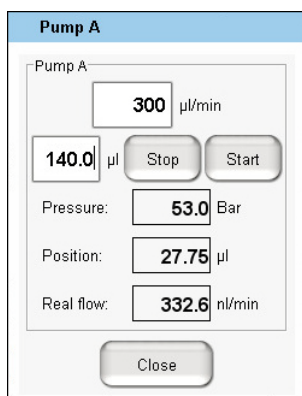 Pump A
Pump A
300 µl/min
140.0 µl Stop Start
Pressure: 53.0 Bar
Position: 27.75 µl
Real flow: 332.6 nl/min
Close